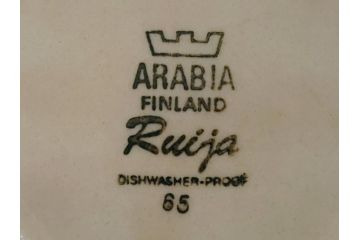 ARABIA
FINLAND
Ruija
DISHWASHER-PROOF
65